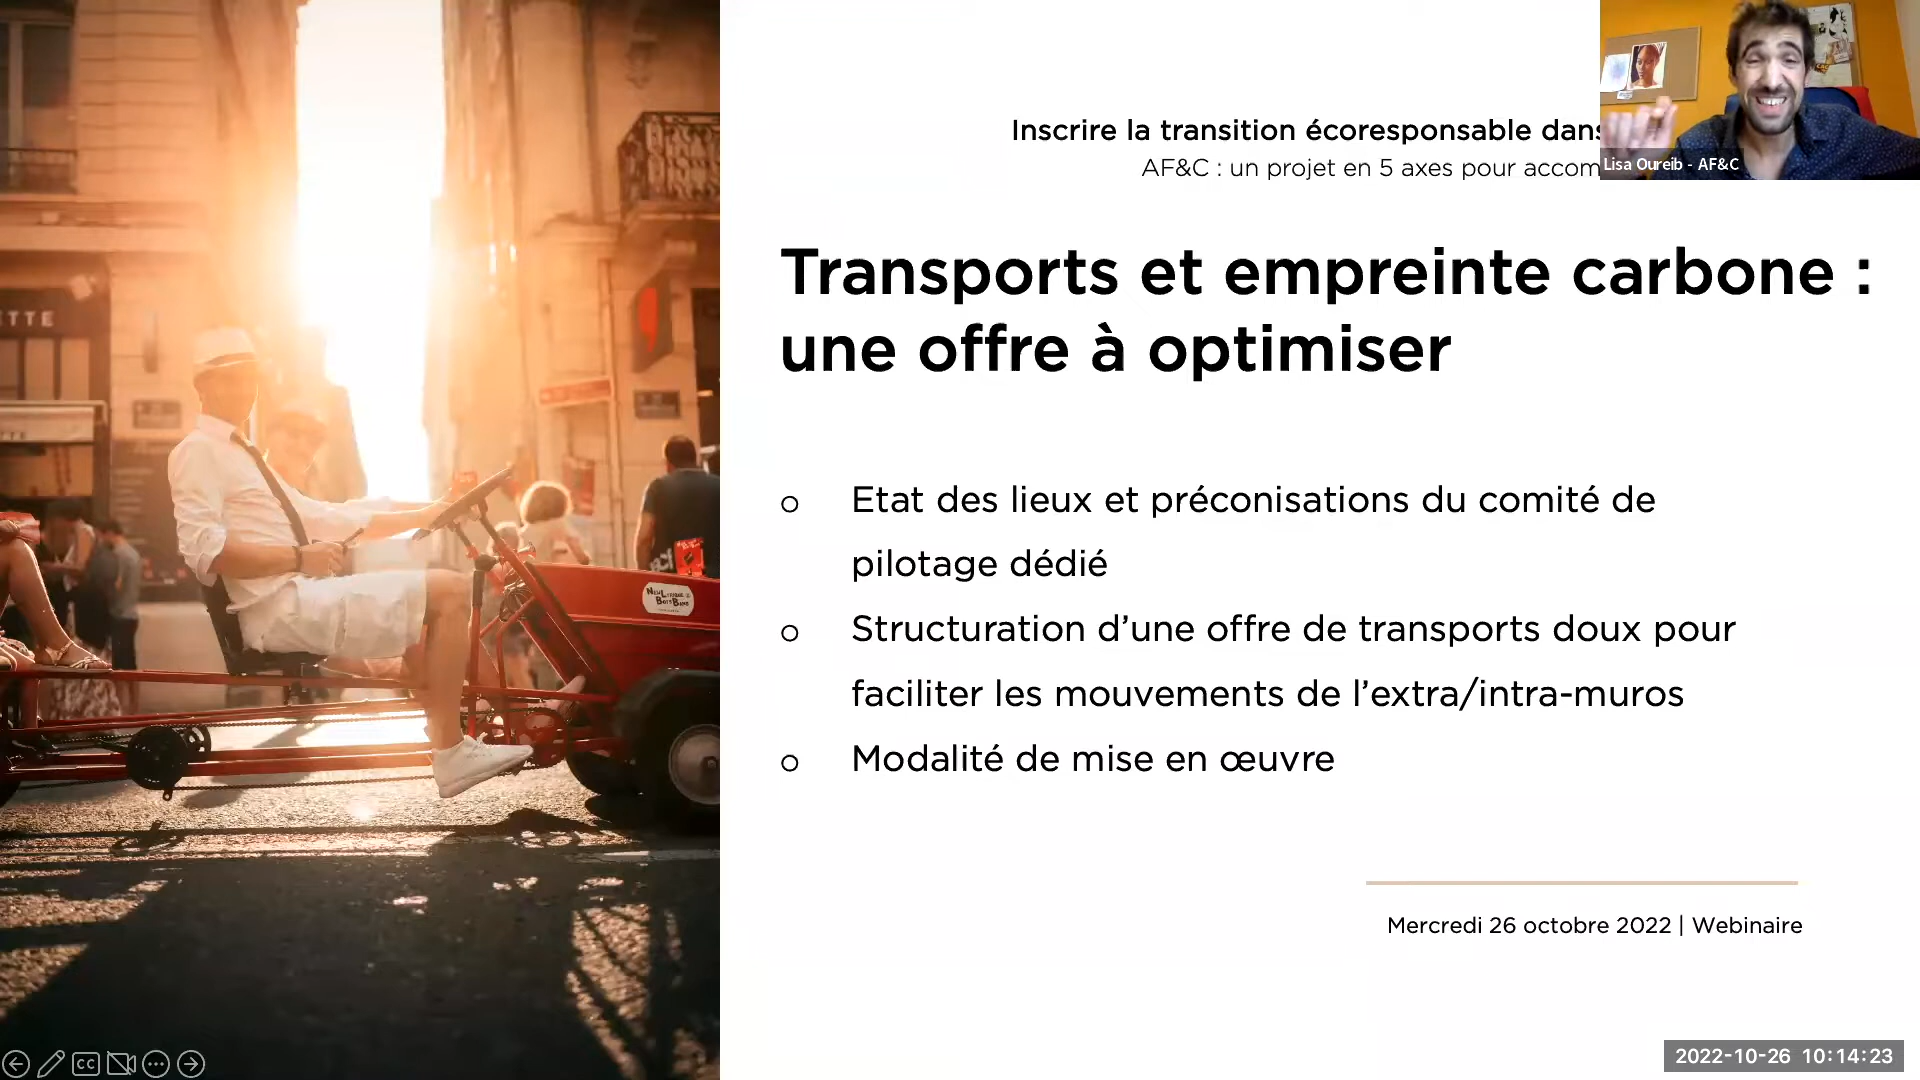 Inscrire la transition écoresponsable dans
AF&C : un projet en 5 axes pour accom
Lisa Oureib - AF&C
Transports et empreinte carbone :
une offre à optimiser
o Etat des lieux et préconisations du comité de
pilotage dédié
o Structuration d’une offre de transports doux pour
faciliter les mouvements de l’extra/intra-muros
o Modalité de mise en œuvre
Mercredi 26 octobre 2022 | Webinaire
ETTE
CC
2022-10-26 10:14:23